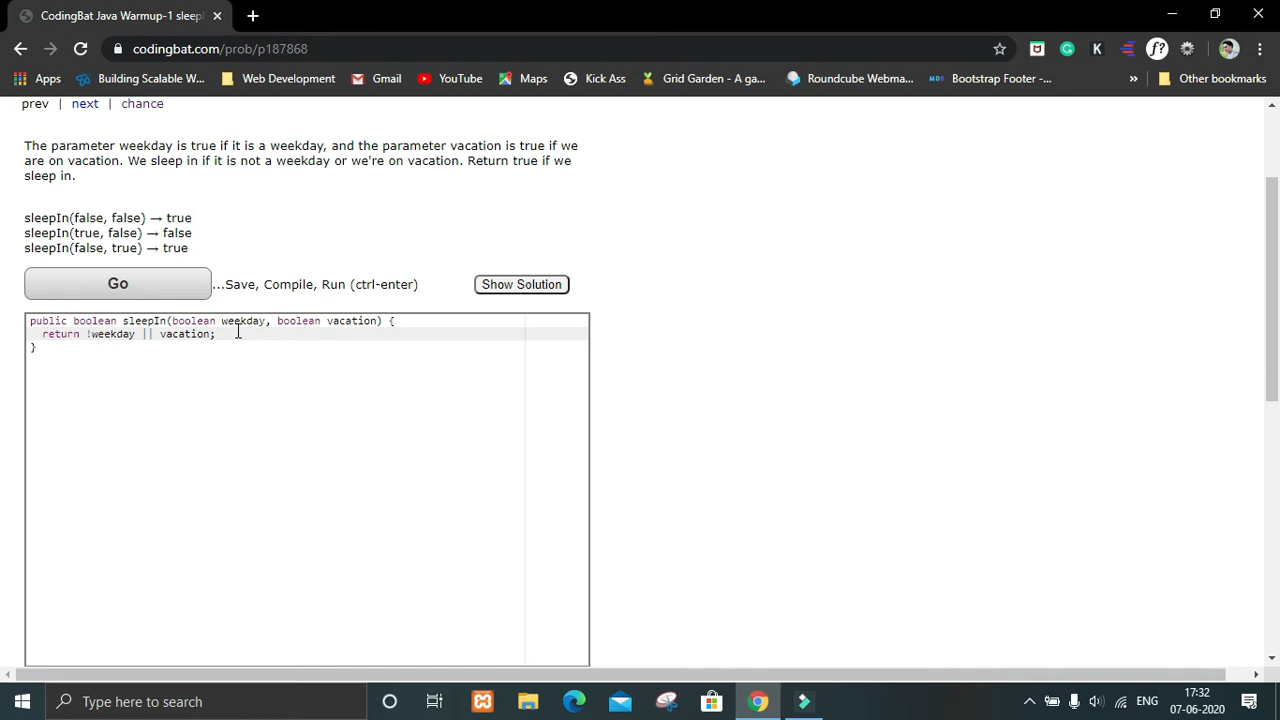 CodingBat Java Warmup-1 sleepI
codingbat.com/prob/p187868
Apps Building Scalable W... Web Development Gmail YouTube Maps Kick Ass Grid Garden - A ga... Roundcube Webma... Bootstrap Footer -... » Other bookmarks
prev | next | chance
The parameter weekday is true if it is a weekday, and the parameter vacation is true if we
are on vacation. We sleep in if it is not a weekday or we're on vacation. Return true if we
sleep in.
sleepIn(false, false) → true
sleepIn(true, false) → false
sleepIn(false, true) → true
Go ...Save, Compile, Run (ctrl-enter) Show Solution
public boolean sleepIn(boolean weekday, boolean vacation) {
return !weekday || vacation;
}
Type here to search
ENG
17:32
07-06-2020